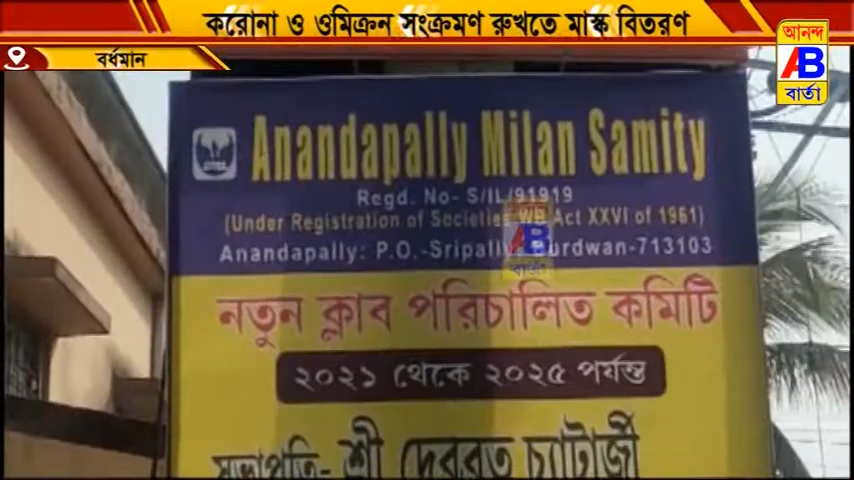 করোনা ও ওমিক্রন সংক্রমণ রুখতে মাস্ক বিতরণ
বর্ধমান
আনন্দ
AB
বার্তা
Anandapally Milan Samity
Regd. No- S/IL/91919
(Under Registration of Societies WB Act XXVI of 1961)
Anandapally: P.O.-Sripally, Burdwan-713103
নতুন ক্লাব পরিচালিত কমিটি
২০২১ থেকে ২০২৫ পর্যন্ত
সভাপতি- শ্রী দেবব্রত চ্যাটার্জী